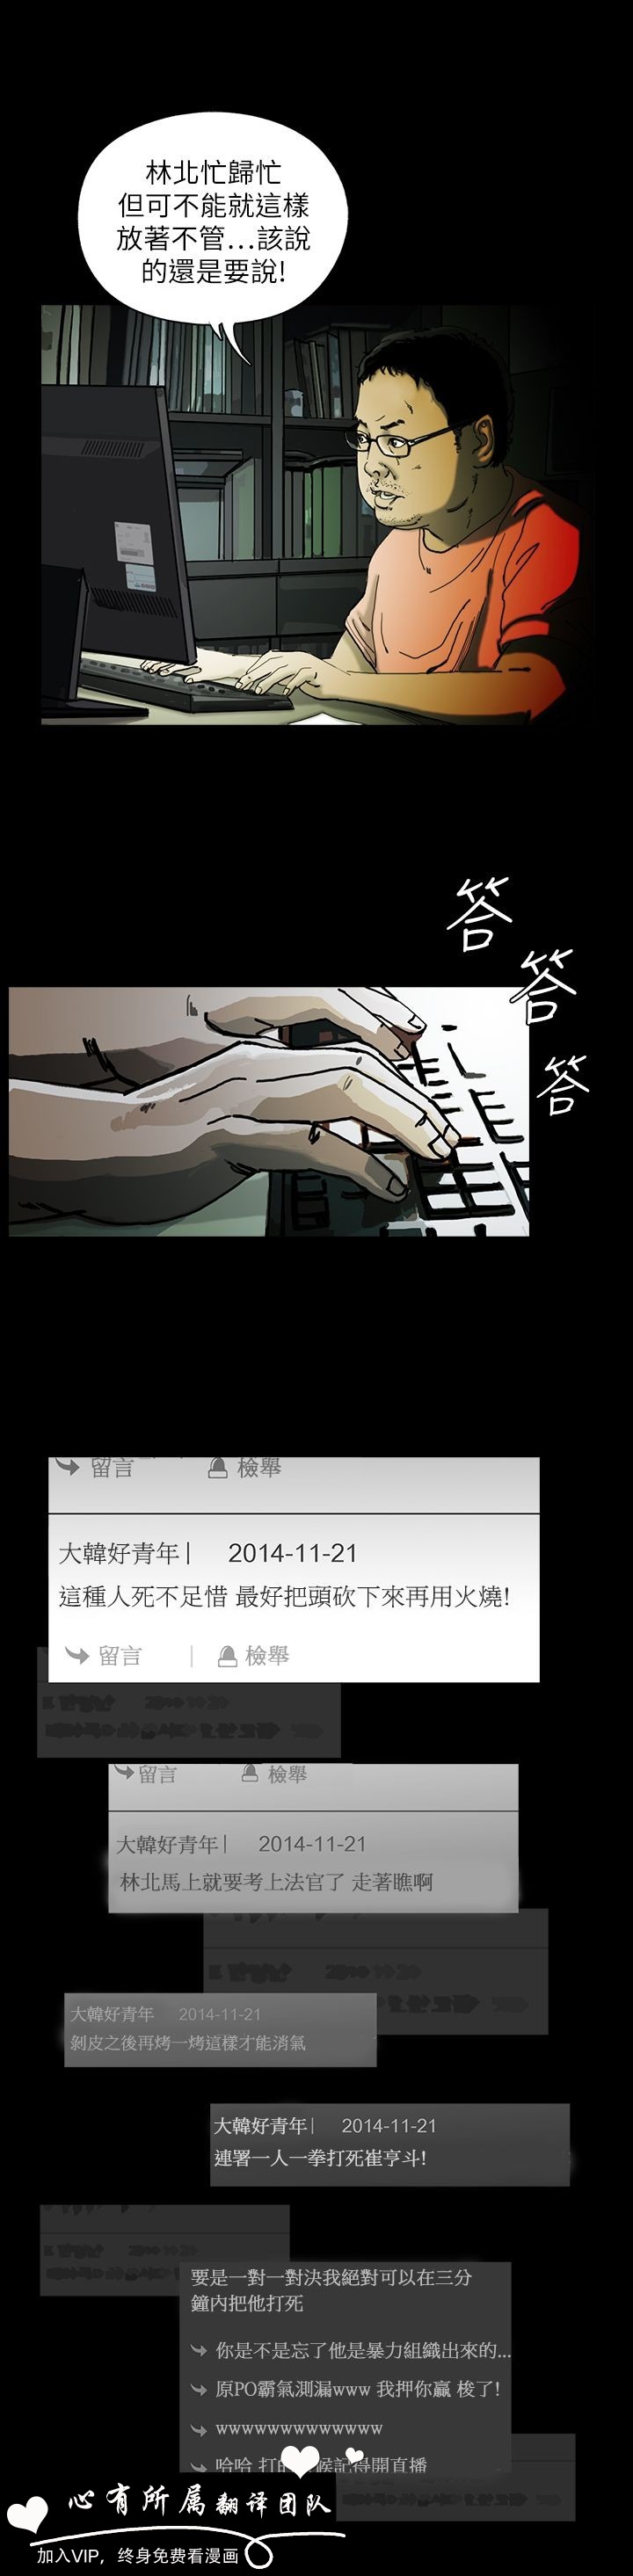 林北忙歸忙
但可不能就這樣
放著不管...該說
的還是要說!
答
答
答
留言 檢舉
大韓好青年| 2014-11-21
這種人死不足惜 最好把頭砍下來再用火燒!
留言 | 檢舉
留言 檢舉
大韓好青年| 2014-11-21
林北馬上就要考上法官了 走著瞧啊
大韓好青年 2014-11-21
剝皮之後再烤一烤這樣才能消氣
大韓好青年| 2014-11-21
連署一人一拳打死崔亨斗!
要是一對一對決我絕對可以在三分
鐘內把他打死
你是不是忘了他是暴力組織出來的...
原PO霸氣測漏www 我押你贏 梭了!
wwwwwwwwwwwww
哈哈 打的 候記得開直播
心有所属翻译团队
加入VIP，终身免费看漫画